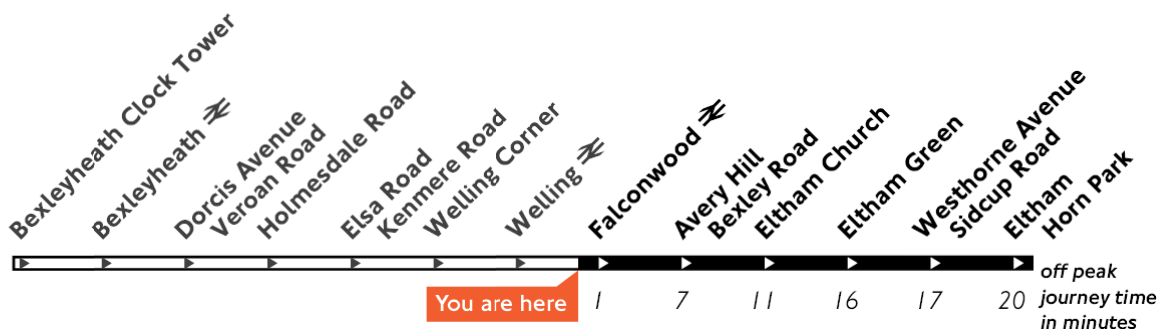 Bexleyheath Clock Tower
Bexleyheath
Dorcis Avenue
Veroan Road
Holmesdale Road
Elsa Road
Kenmere Road
Welling Corner
Welling
Falconwood
Avery Hill
Bexley Road
Eltham Church
Eltham Green
Westhorne Avenue
Sidcup Road
Eltham
Horn Park
You are here
1 7 11 16 17 20
off peak
journey time
in minutes